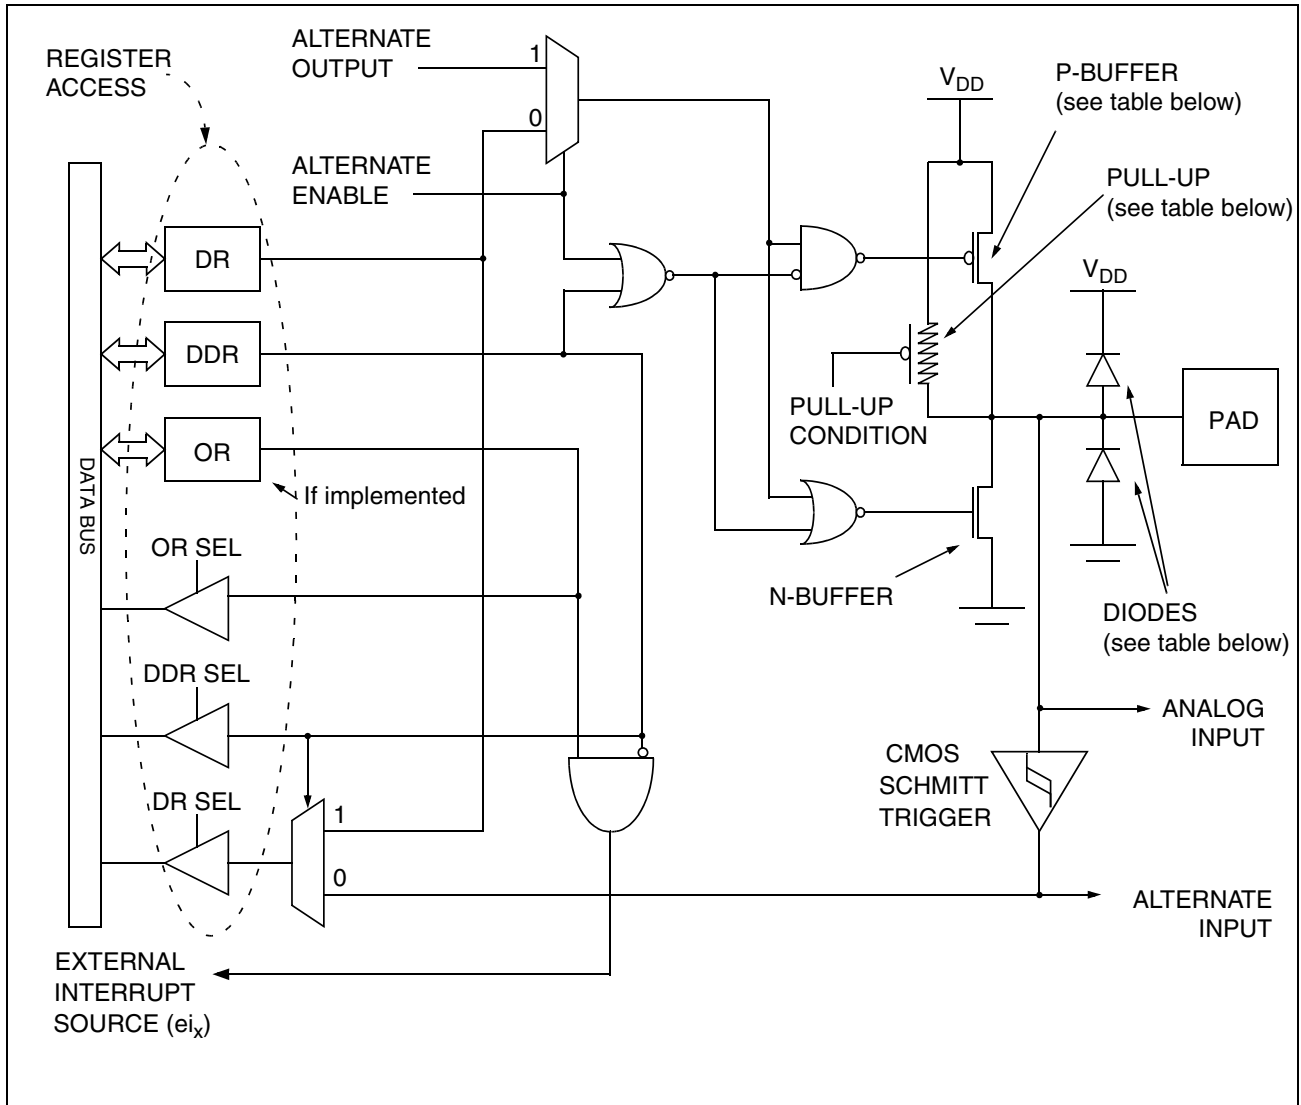 REGISTER
ACCESS
ALTERNATE
OUTPUT
1
0
ALTERNATE
ENABLE
VDD
P-BUFFER
(see table below)
PULL-UP
(see table below)
DR
DDR
OR
If implemented
DATA BUS
PULL-UP
CONDITION
VDD
PAD
N-BUFFER
DIODES
(see table below)
OR SEL
DDR SEL
DR SEL
1
0
ANALOG
INPUT
CMOS
SCHMITT
TRIGGER
ALTERNATE
INPUT
EXTERNAL
INTERRUPT
SOURCE (eix)